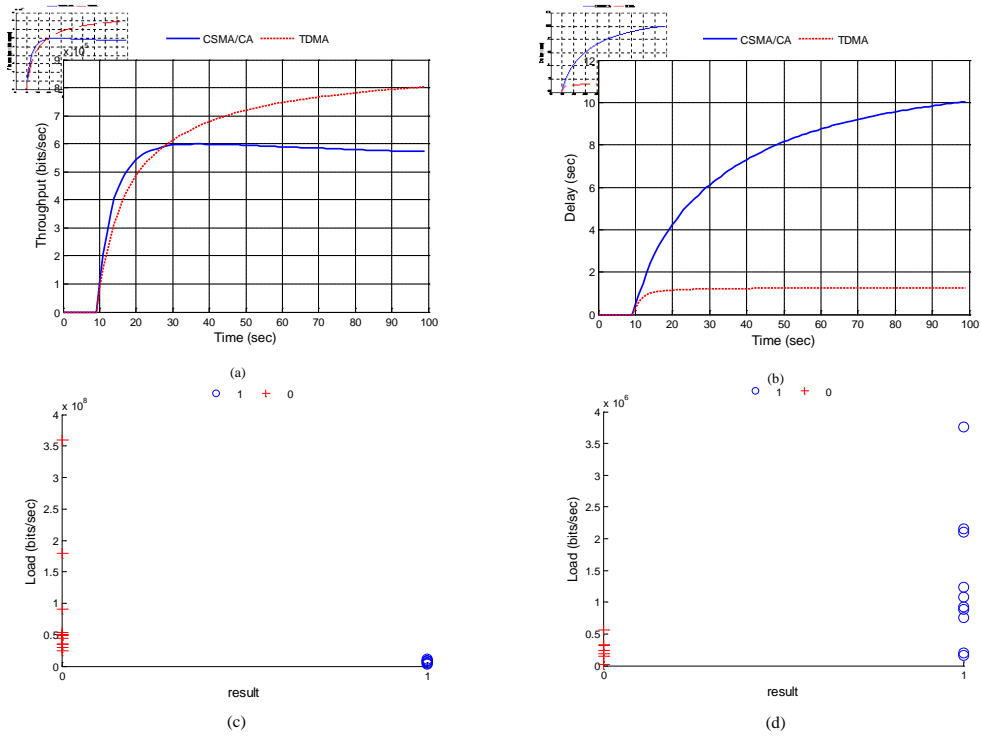 CSMA/CA TDMA
x 10^5
9
8
7
6
5
4
3
2
1
0
Throughput (bits/sec)
0 10 20 30 40 50 60 70 80 90 100
Time (sec)
(a)
CSMA/CA TDMA
12
10
8
6
4
2
0
Delay (sec)
0 10 20 30 40 50 60 70 80 90 100
Time (sec)
(b)
1 0
x 10^8
4
3.5
3
2.5
2
1.5
1
0.5
0
Load (bits/sec)
0 1
result
(c)
1 0
x 10^6
4
3.5
3
2.5
2
1.5
1
0.5
0
Load (bits/sec)
0 1
result
(d)